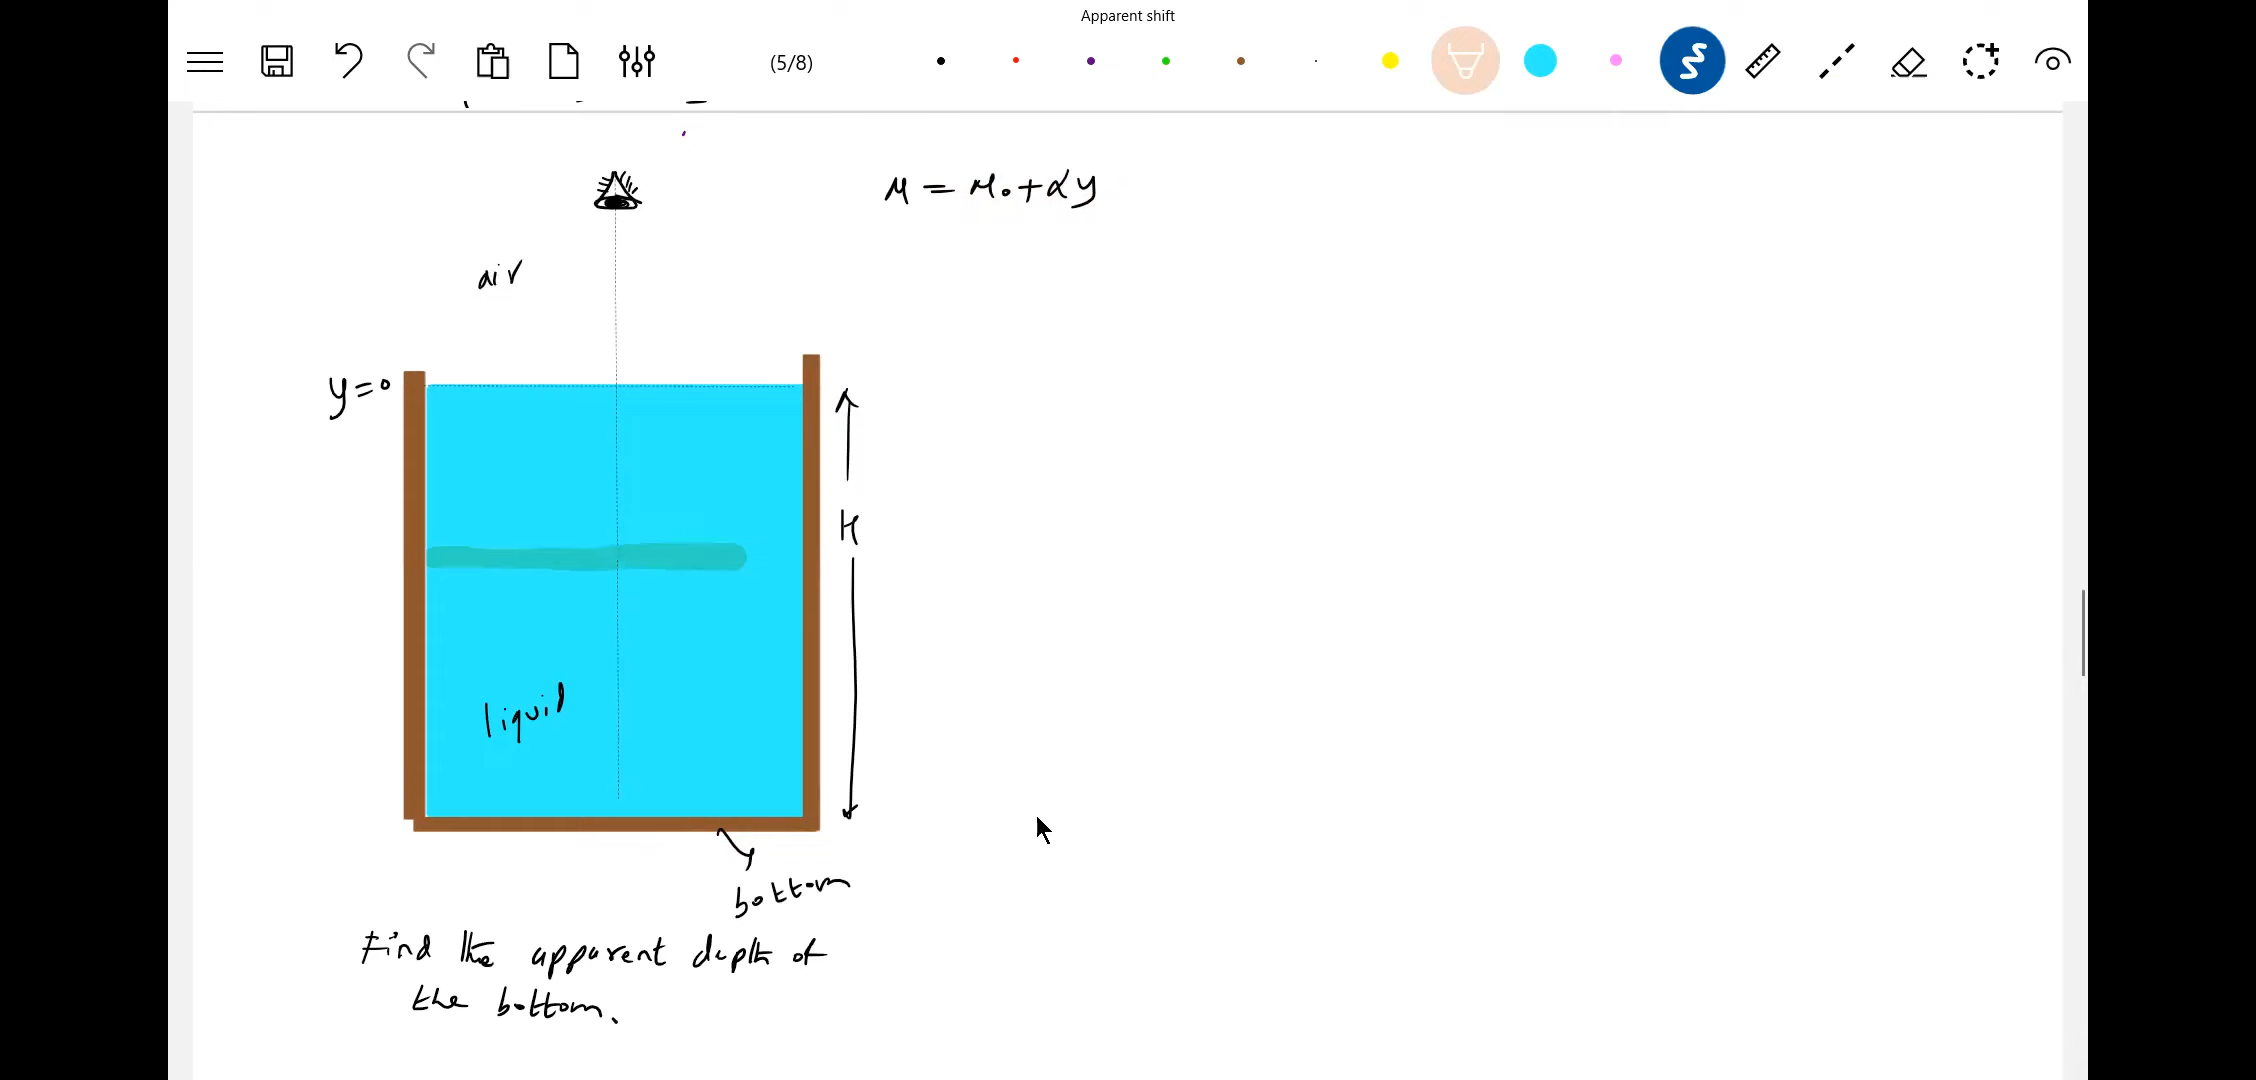 Apparent shift
(5/8)
μ = μ₀ + αy
air
y=0
H
liquid
bottom
Find the apparent depth of
the bottom.